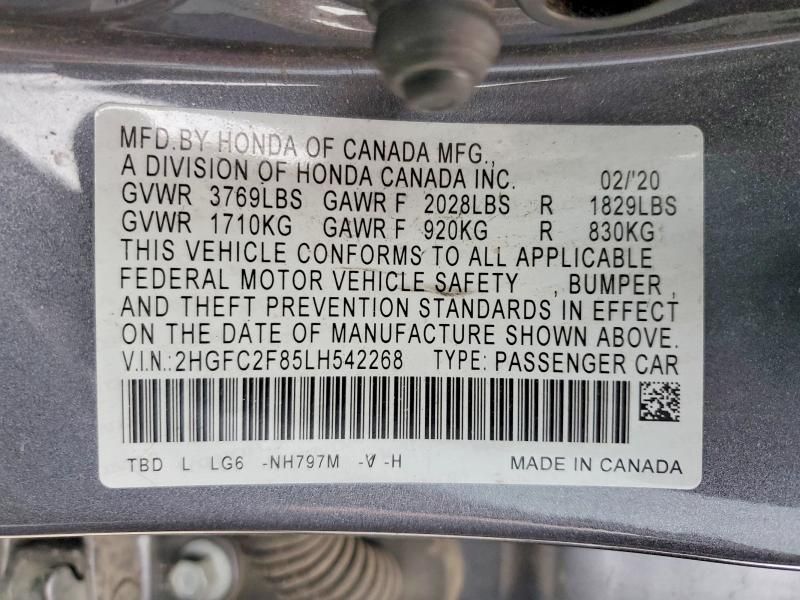 MFD.BY HONDA OF CANADA MFG.,
A DIVISION OF HONDA CANADA INC. 02/'20
GVWR 3769LBS GAWR F 2028LBS R 1829LBS
GVWR 1710KG GAWR F 920KG R 830KG
THIS VEHICLE CONFORMS TO ALL APPLICABLE
FEDERAL MOTOR VEHICLE SAFETY , BUMPER ,
AND THEFT PREVENTION STANDARDS IN EFFECT
ON THE DATE OF MANUFACTURE SHOWN ABOVE.
V.I.N.:2HGFC2F85LH542268 TYPE: PASSENGER CAR
TBD L LG6 -NH797M -V -H MADE IN CANADA